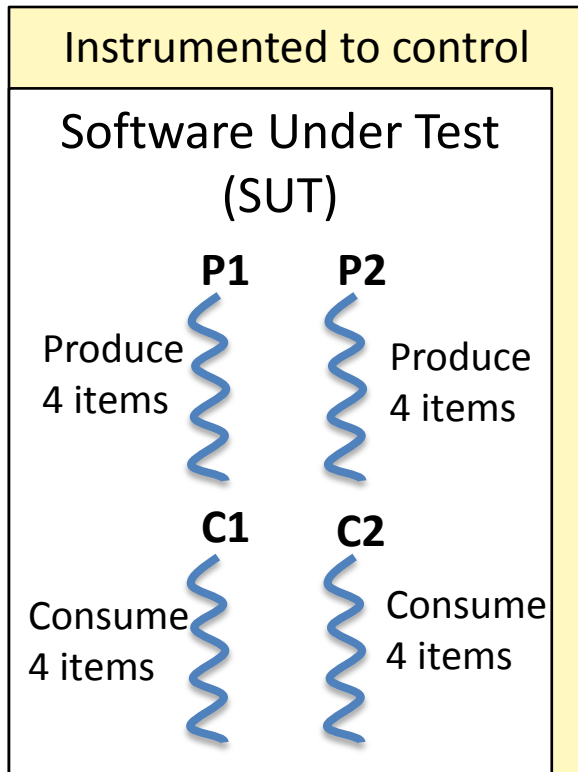 Instrumented to control
Software Under Test
(SUT)
P1 P2
Produce
4 items
Produce
4 items
C1 C2
Consume
4 items
Consume
4 items